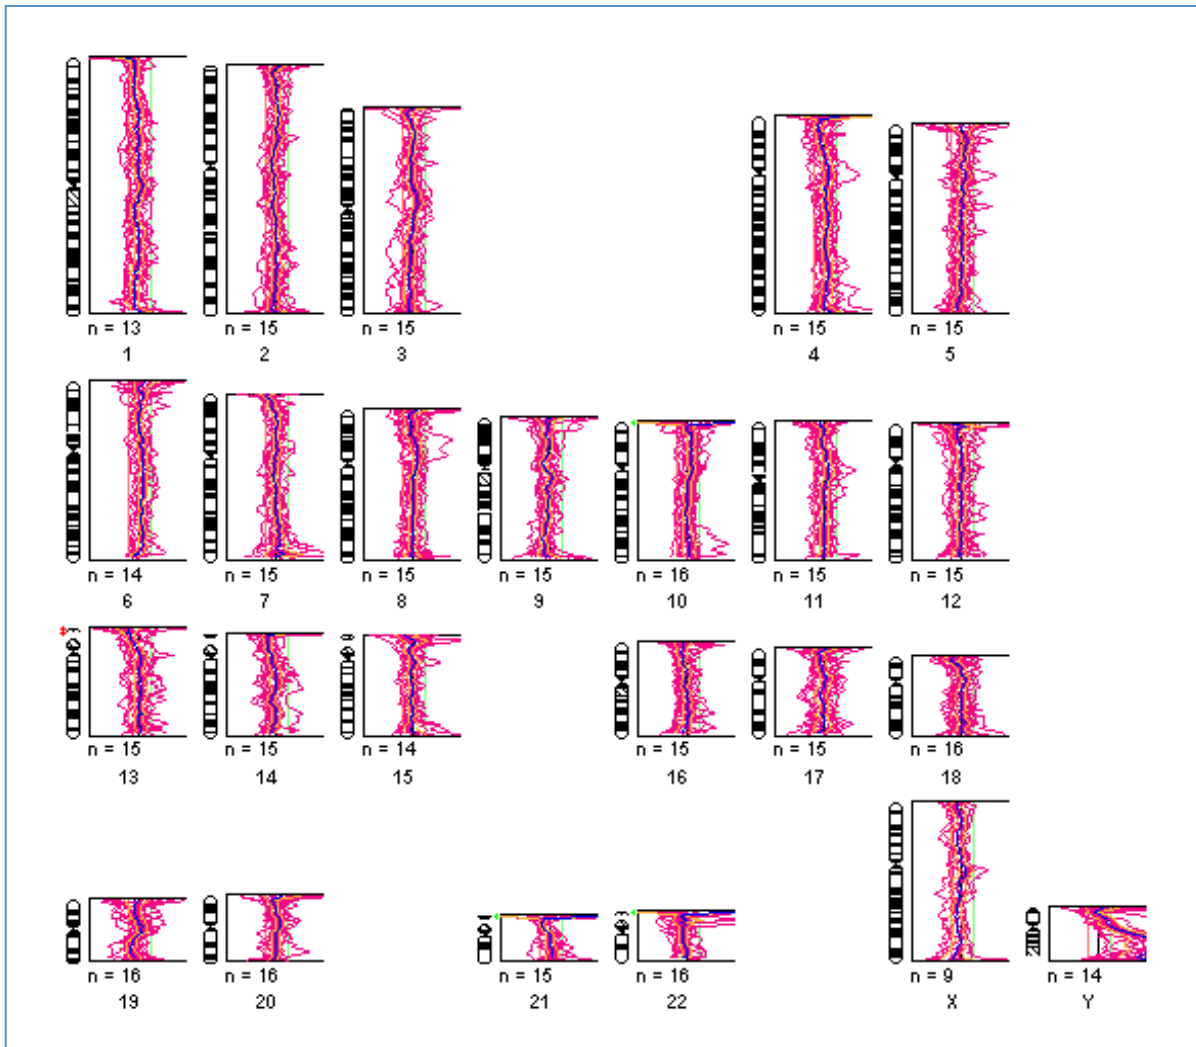 n = 13 n = 15 n = 15 n = 15 n = 15
1 2 3 4 5
n = 14 n = 15 n = 15 n = 15 n = 16 n = 15 n = 15
6 7 8 9 10 11 12
n = 15 n = 15 n = 14 n = 15 n = 15 n = 16
13 14 15 16 17 18
n = 16 n = 16 n = 15 n = 16 n = 9 n = 14
19 20 21 22 X Y